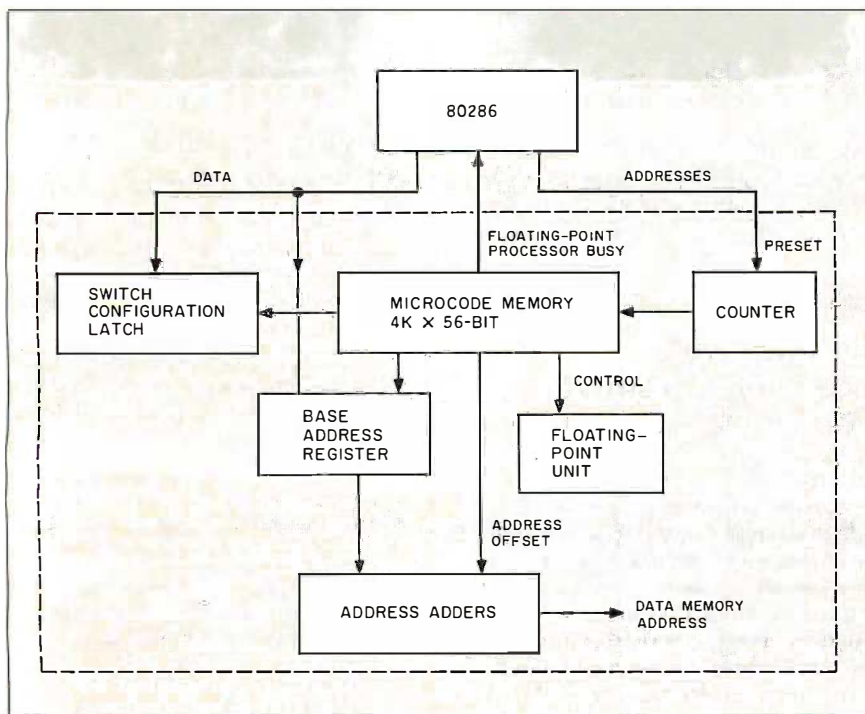 80286
DATA
ADDRESSES
FLOATING-POINT
PROCESSOR BUSY
PRESET
SWITCH
CONFIGURATION
LATCH
MICROCODE MEMORY
4K × 56-BIT
COUNTER
CONTROL
BASE
ADDRESS
REGISTER
FLOATING-
POINT
UNIT
ADDRESS
OFFSET
ADDRESS ADDERS
DATA MEMORY
ADDRESS